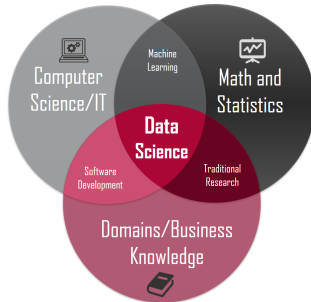 Machine
Learning
Computer
Science/IT
Math and
Statistics
Data
Science
Software
Development
Traditional
Research
Domains/Business
Knowledge